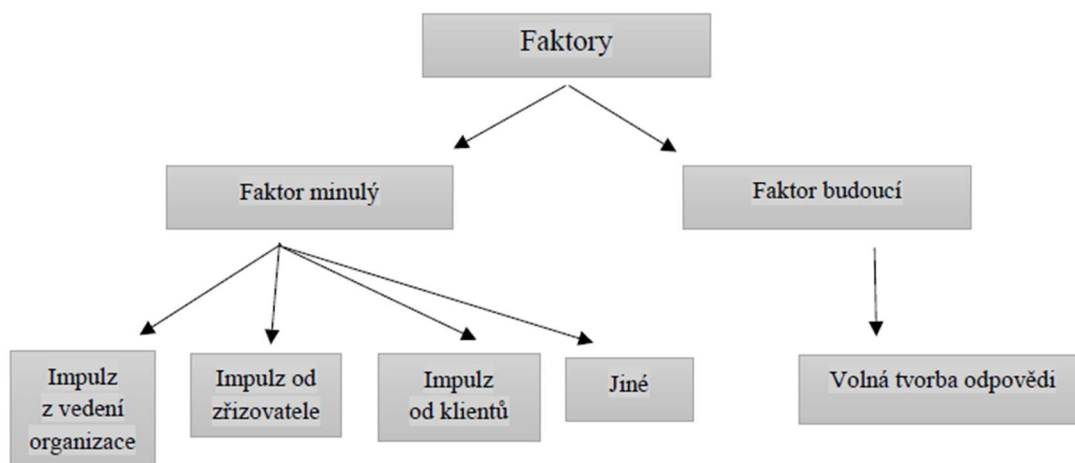 Faktory
Faktor minulý
Faktor budoucí
Impulz
z vedení
organizace
Impulz od
zřizovatele
Impulz
od klientů
Jiné
Volná tvorba odpovědi